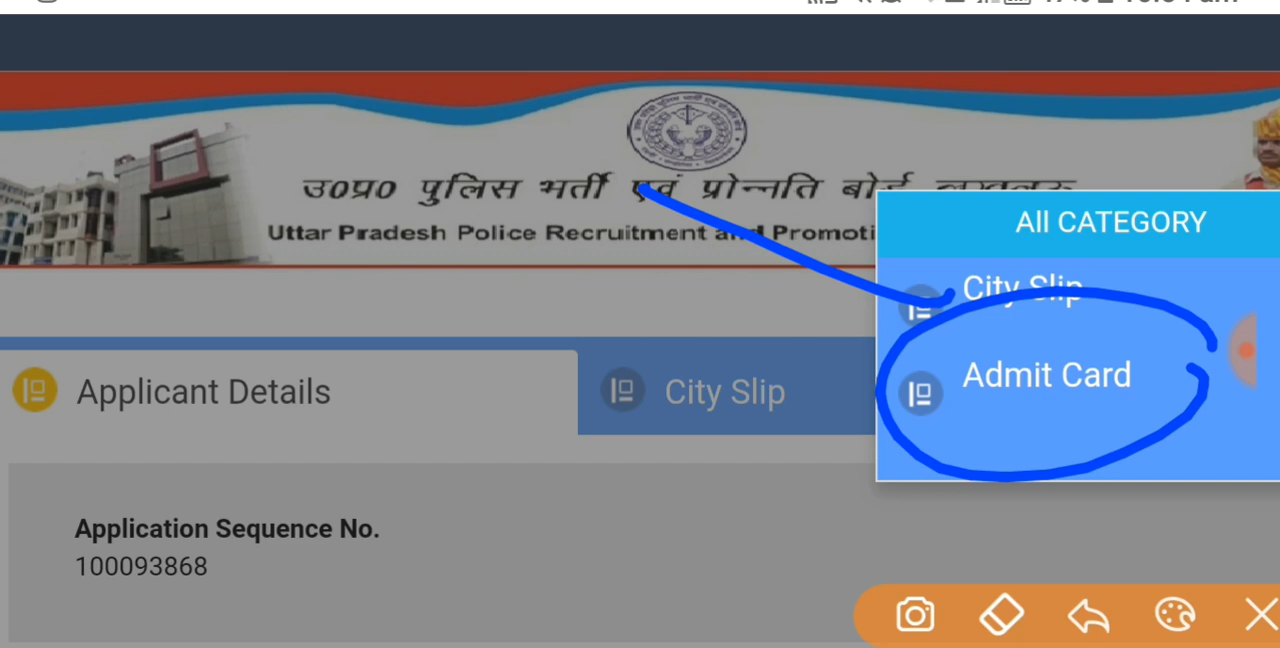 उ०प्र० पुलिस भर्ती एवं प्रोन्नति बोर्ड लखनऊ
Uttar Pradesh Police Recruitment and Promoti
All CATEGORY
City Slip
Admit Card
Applicant Details
City Slip
Application Sequence No.
100093868